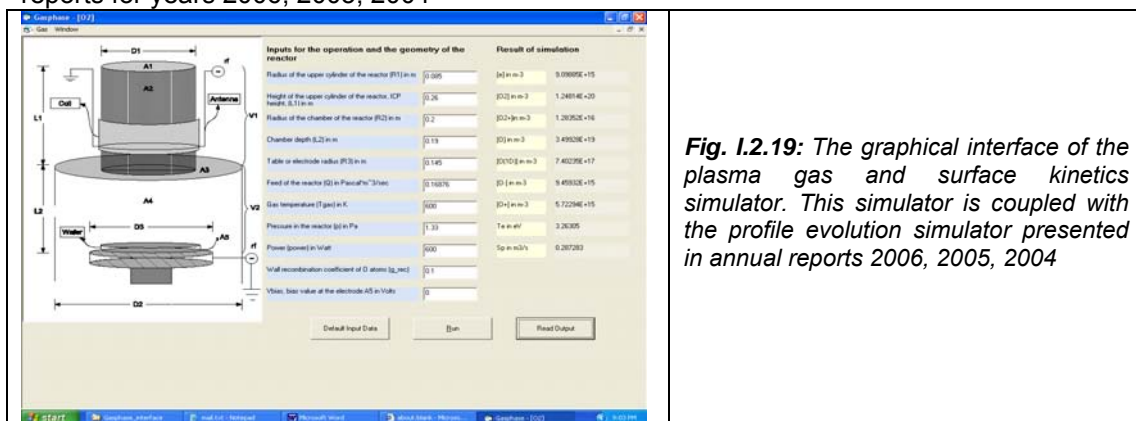 reports for years 2006, 2005, 2004
Gasphase - [O2]
Gas Window
D1
A1
A2
rf
Coil
Antenna
L1
V1
A3
A4
L2
V2
D3
Wafer
A5
rf
D2
Inputs for the operation and the geometry of the
reactor
Radius of the upper cylinder of the reactor (R1) in m 0.085
Height of the upper cylinder of the reactor, ICP
height, (L1) in m 0.26
Radius of the chamber of the reactor (R2) in m 0.2
Chamber depth (L2) in m 0.19
Table or electrode radius (R3) in m 0.145
Feed of the reactor (Q) in Pascal*m^3/sec 0.16876
Gas temperature (Tgas) in K 600
Pressure in the reactor (p) in Pa 1.33
Power (power) in Watt 600
Wall recombination coefficient of O atoms (g_rec) 0.1
Vbias, bias value at the electrode A5 in Volts 0
Result of simulation
[e] in m-3
[O2] in m-3
[O2+] in m-3
[O] in m-3
[O(1D)] in m-3
[O-] in m-3
[O+] in m-3
Te in eV 3.26305
Sp in m3/s 0.287283
Default Input Data Run Read Output
start Gasphase_interface mail.txt - Notepad Microsoft Word about:blank - Micros... Gasphase - [O2] 9:03 PM
Fig. I.2.19: The graphical interface of the
plasma gas and surface kinetics
simulator. This simulator is coupled with
the profile evolution simulator presented
in annual reports 2006, 2005, 2004